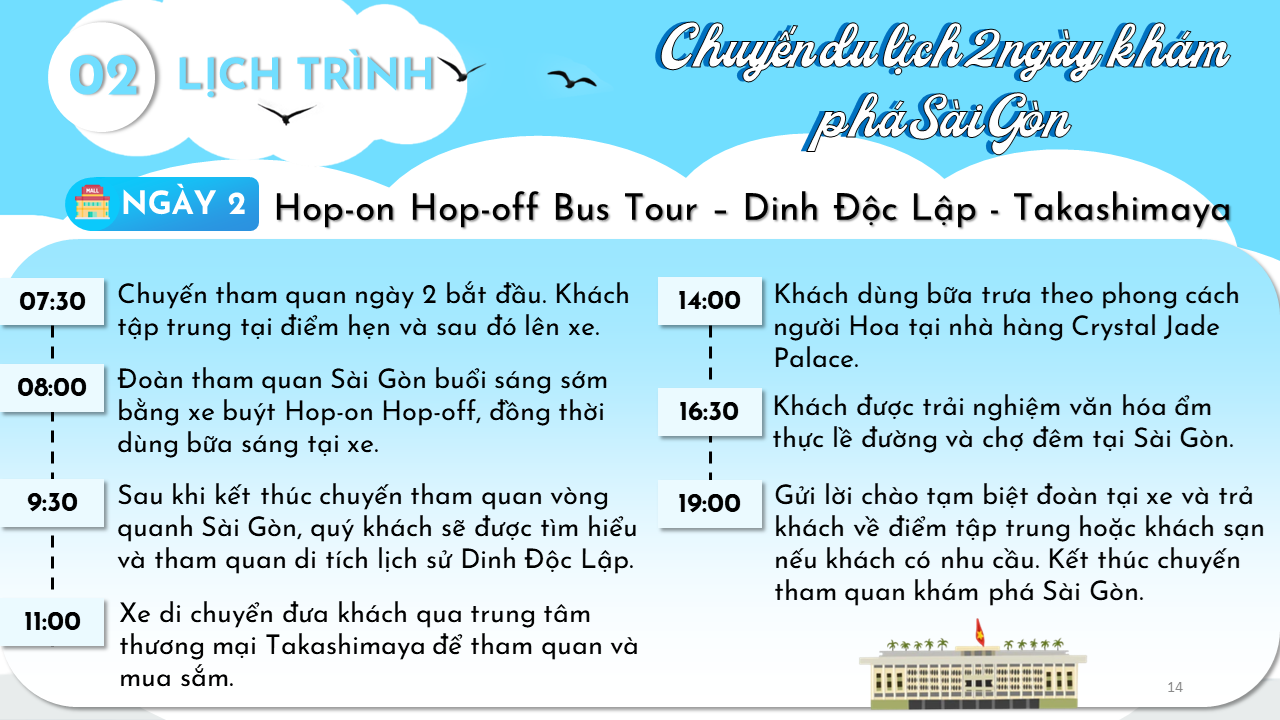 02
LỊCH TRÌNH
Chuyến du lịch 2 ngày khám
phá Sài Gòn
MALL
NGÀY 2
Hop-on Hop-off Bus Tour – Dinh Độc Lập - Takashimaya
07:30
Chuyến tham quan ngày 2 bắt đầu. Khách
tập trung tại điểm hẹn và sau đó lên xe.
08:00
Đoàn tham quan Sài Gòn buổi sáng sớm
bằng xe buýt Hop-on Hop-off, đồng thời
dùng bữa sáng tại xe.
9:30
Sau khi kết thúc chuyến tham quan vòng
quanh Sài Gòn, quý khách sẽ được tìm hiểu
và tham quan di tích lịch sử Dinh Độc Lập.
11:00
Xe di chuyển đưa khách qua trung tâm
thương mại Takashimaya để tham quan và
mua sắm.
14:00
Khách dùng bữa trưa theo phong cách
người Hoa tại nhà hàng Crystal Jade
Palace.
16:30
Khách được trải nghiệm văn hóa ẩm
thực lề đường và chợ đêm tại Sài Gòn.
19:00
Gửi lời chào tạm biệt đoàn tại xe và trả
khách về điểm tập trung hoặc khách sạn
nếu khách có nhu cầu. Kết thúc chuyến
tham quan khám phá Sài Gòn.
14